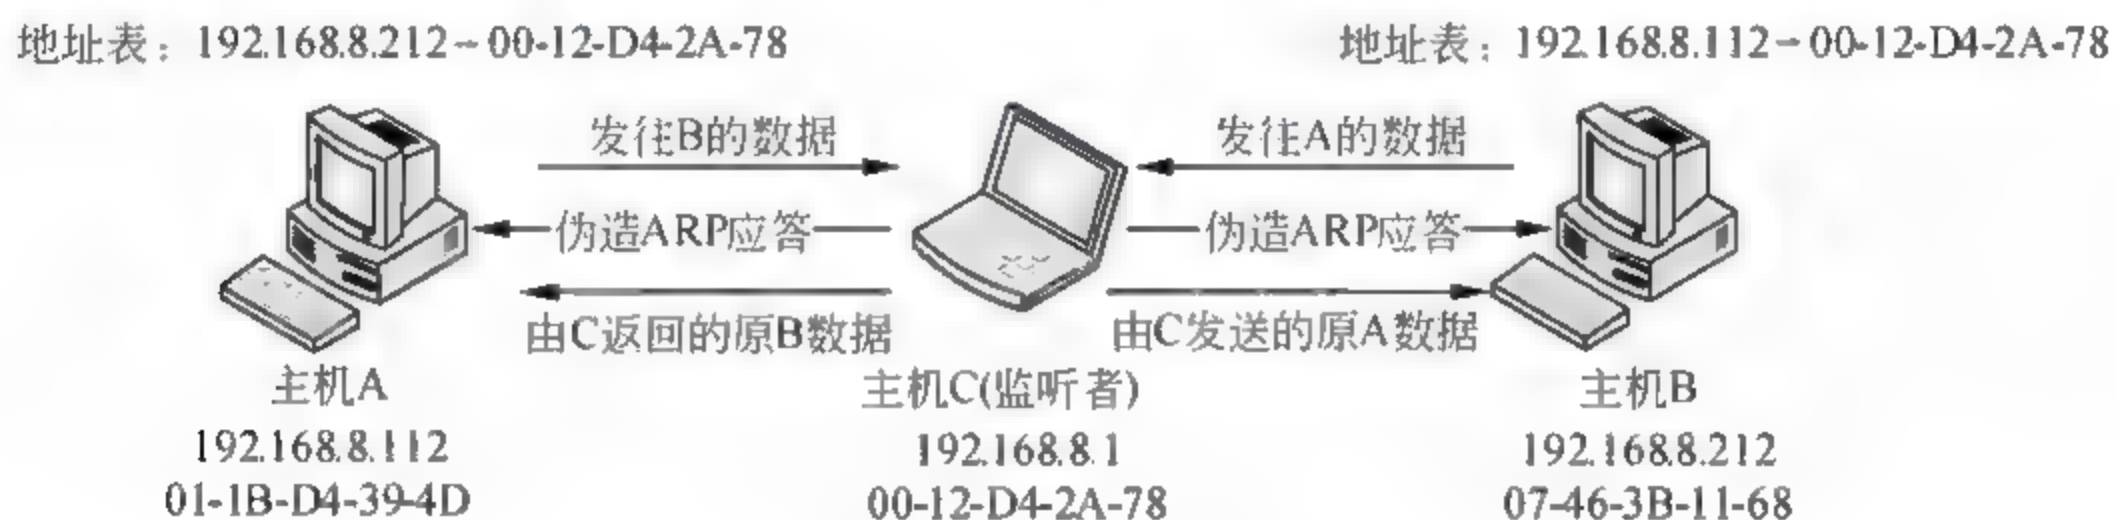 地址表：192.168.8.212-00-12-D4-2A-78
地址表：192.168.8.112-00-12-D4-2A-78
发往B的数据
发往A的数据
伪造ARP应答
伪造ARP应答
由C返回的原B数据
由C发送的原A数据
主机A
192.168.8.112
01-1B-D4-39-4D
主机C(监听者)
192.168.8.1
00-12-D4-2A-78
主机B
192.168.8.212
07-46-3B-11-68